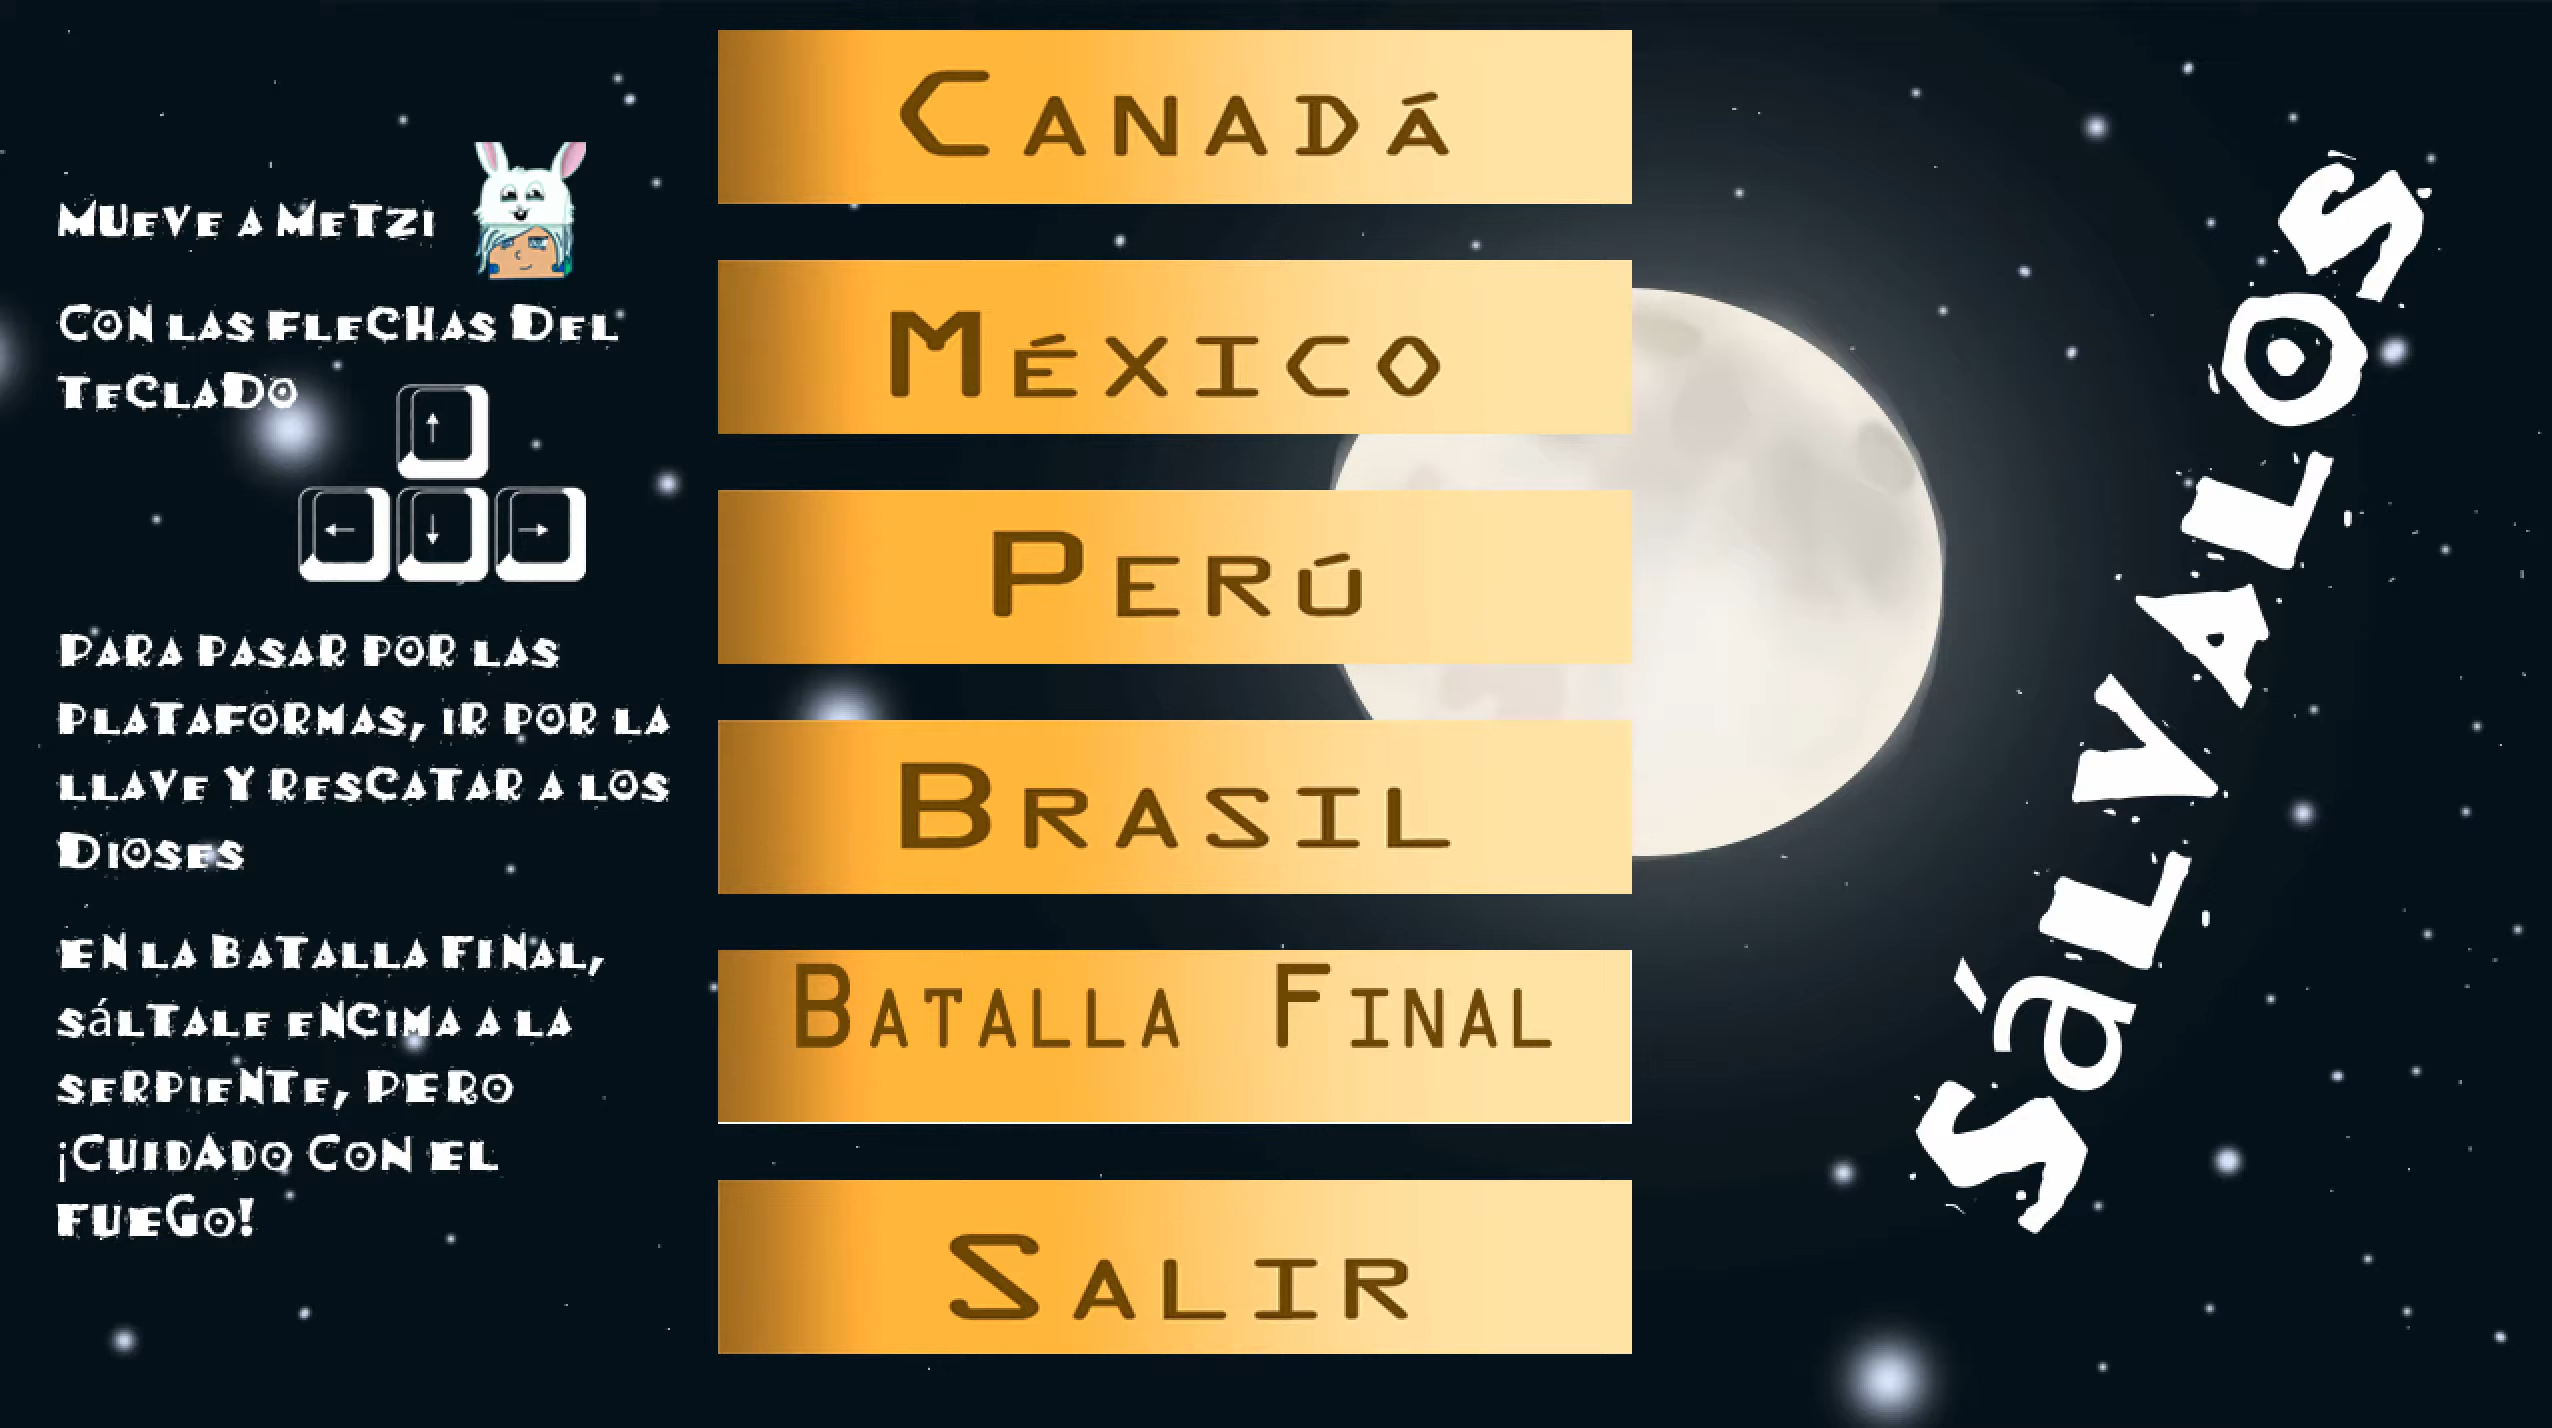 MUEVE A METZI
CON LAS FLECHAS DEL
TECLADO
↑
← ↓ →
PARA PASAR POR LAS
PLATAFORMAS, IR POR LA
LLAVE Y RESCATAR A LOS
DIOSES
EN LA BATALLA FINAL,
SáLTALE ENCIMA A LA
SERPIENTE, PERO
¡CUIDADO CON EL
FUEGO!
CANADÁ
MÉXICO
PERÚ
BRASIL
BATALLA FINAL
SALIR
SáLVALOS